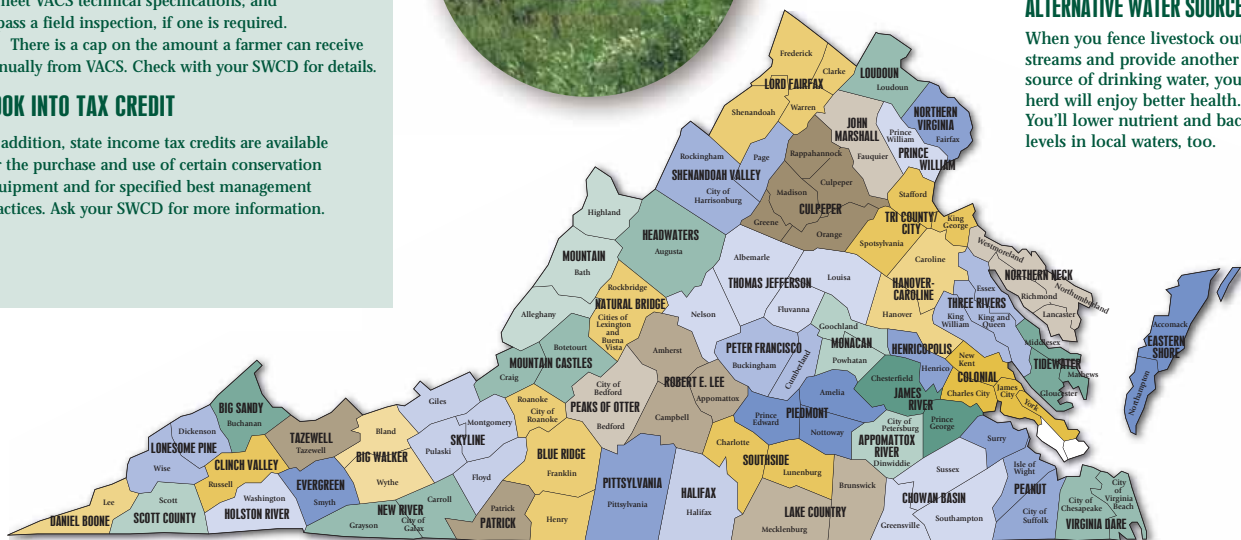 meet VACS technical specifications, and
pass a field inspection, if one is required.
There is a cap on the amount a farmer can receive
nually from VACS. Check with your SWCD for details.
OOK INTO TAX CREDIT
addition, state income tax credits are available
r the purchase and use of certain conservation
uipment and for specified best management
actices. Ask your SWCD for more information.
ALTERNATIVE WATER SOURCE
When you fence livestock out
streams and provide another
source of drinking water, you
herd will enjoy better health.
You'll lower nutrient and bac
levels in local waters, too.
Frederick
Clarke
LORD FAIRFAX
Warren
Shenandoah
LOUDOUN
Loudoun
NORTHERN
VIRGINIA
Fairfax
JOHN
MARSHALL
Fauquier
Prince
William
PRINCE
WILLIAM
Rockingham
Page
SHENANDOAH VALLEY
City of
Harrisonburg
Rappahannock
Culpeper
Madison
CULPEPER
Greene
Orange
Stafford
TRI COUNTY/
CITY
King
George
Spotsylvania
Highland
MOUNTAIN
Bath
Alleghany
HEADWATERS
Augusta
Albemarle
THOMAS JEFFERSON
Louisa
Fluvanna
Nelson
Caroline
HANOVER-
CAROLINE
Hanover
Westmoreland
NORTHERN NECK
Richmond
Northumberland
Lancaster
Essex
THREE RIVERS
King
William
King and
Queen
Accomack
EASTERN
SHORE
Northampton
Rockbridge
NATURAL BRIDGE
Cities of
Lexington
and
Buena
Vista
Goochland
MONACAN
Powhatan
PETER FRANCISCO
Buckingham
Cumberland
HENRICOPOLIS
Henrico
New
Kent
COLONIAL
Charles City
James
City
York
Middlesex
TIDEWATER
Mathews
Gloucester
Botetourt
MOUNTAIN CASTLES
Craig
Amherst
ROBERT E. LEE
Appomattox
Campbell
City of
Bedford
PEAKS OF OTTER
Bedford
Chesterfield
JAMES
RIVER
Prince
George
Amelia
PIEDMONT
Prince
Edward
Nottoway
City of
Petersburg
APPOMATTOX
RIVER
Dinwiddie
BIG SANDY
Buchanan
Dickenson
LONESOME PINE
Wise
TAZEWELL
Tazewell
CLINCH VALLEY
Russell
Bland
BIG WALKER
Wythe
Giles
Montgomery
SKYLINE
Pulaski
Floyd
Roanoke
City of
Roanoke
BLUE RIDGE
Franklin
Henry
PITTSYLVANIA
Pittsylvania
HALIFAX
Halifax
Charlotte
SOUTHSIDE
Lunenburg
Brunswick
LAKE COUNTRY
Mecklenburg
Surry
Sussex
CHOWAN BASIN
Greensville
Southampton
Isle of
Wight
PEANUT
City of
Suffolk
City of
Chesapeake
City
of
Virginia
Beach
VIRGINIA DARE
Lee
DANIEL BOONE
Scott
SCOTT COUNTY
Washington
HOLSTON RIVER
EVERGREEN
Smyth
Carroll
NEW RIVER
City of
Galax
Grayson
Patrick
PATRICK